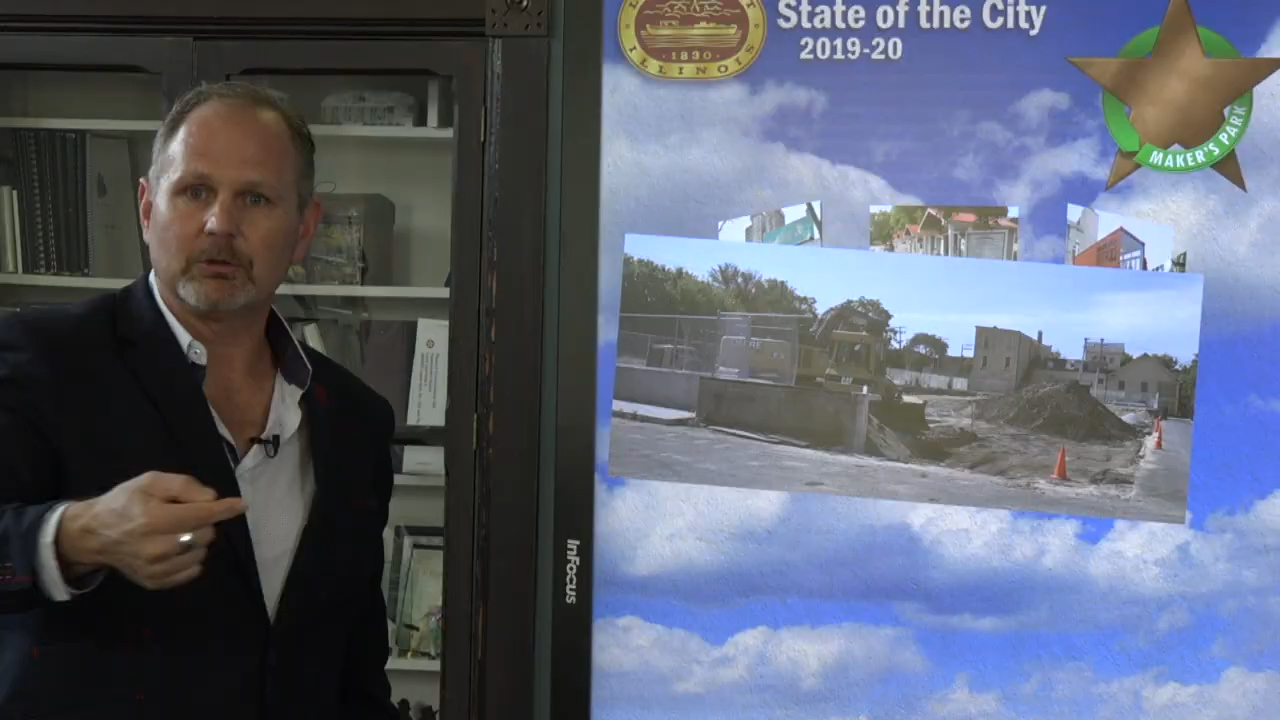 State of the City
2019-20
1830
ILLINOIS
MAKER'S PARK
InFocus